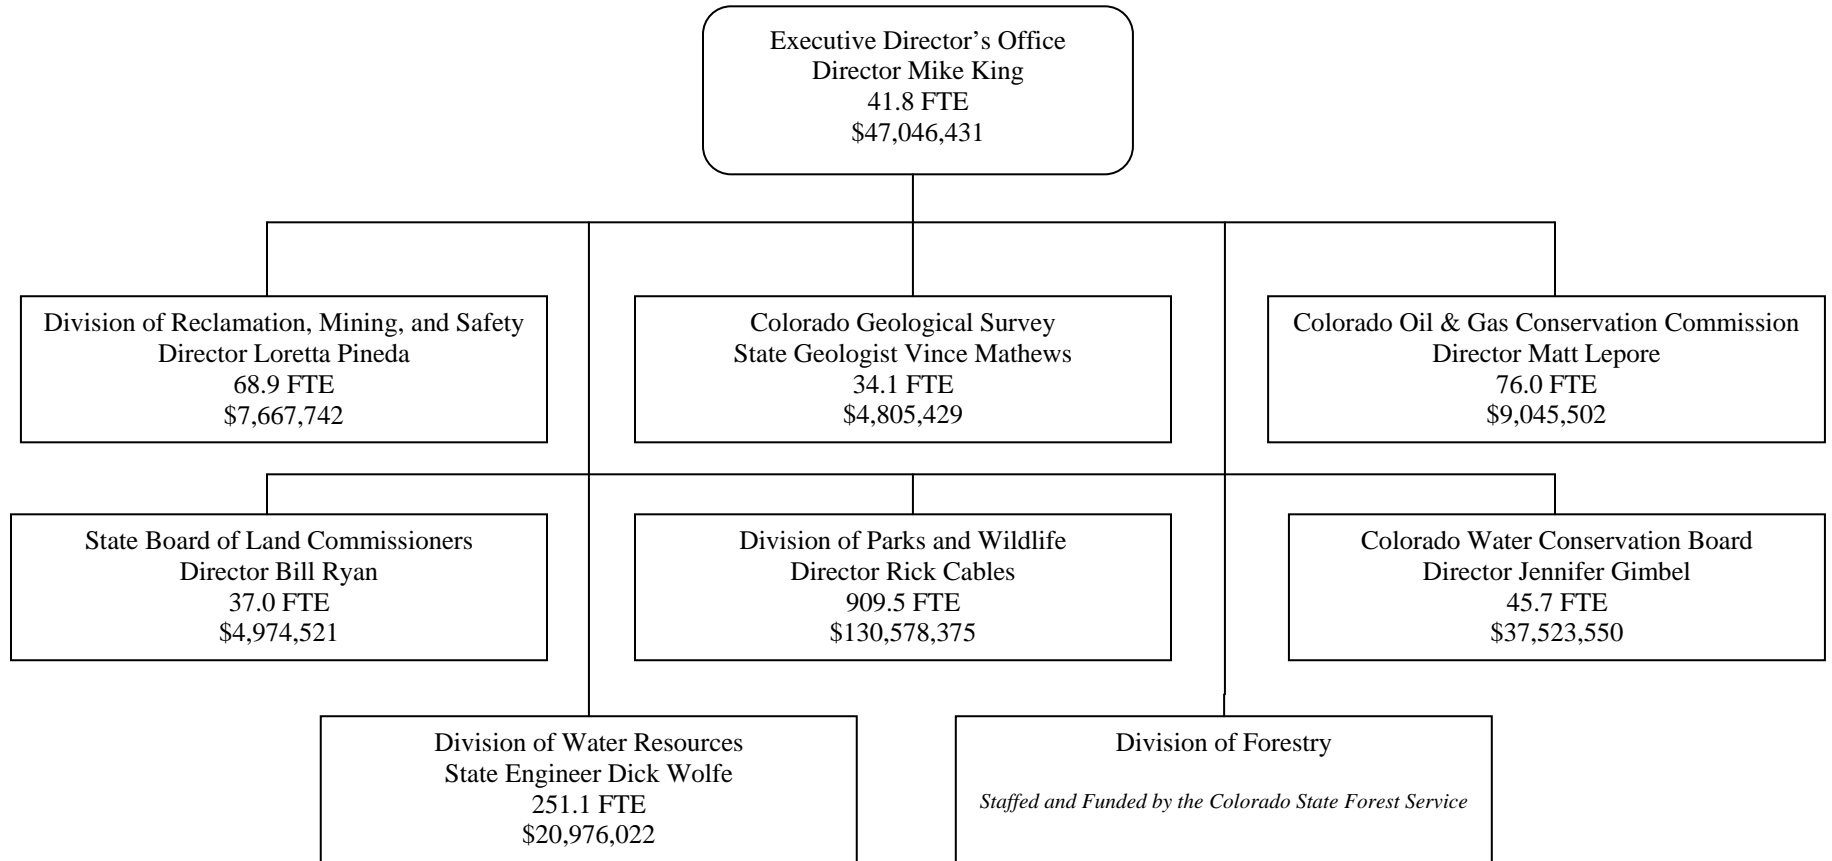 Executive Director’s Office
Director Mike King
41.8 FTE
$47,046,431
Division of Reclamation, Mining, and Safety
Director Loretta Pineda
68.9 FTE
$7,667,742
Colorado Geological Survey
State Geologist Vince Mathews
34.1 FTE
$4,805,429
Colorado Oil & Gas Conservation Commission
Director Matt Lepore
76.0 FTE
$9,045,502
State Board of Land Commissioners
Director Bill Ryan
37.0 FTE
$4,974,521
Division of Parks and Wildlife
Director Rick Cables
909.5 FTE
$130,578,375
Colorado Water Conservation Board
Director Jennifer Gimbel
45.7 FTE
$37,523,550
Division of Water Resources
State Engineer Dick Wolfe
251.1 FTE
$20,976,022
Division of Forestry
Staffed and Funded by the Colorado State Forest Service